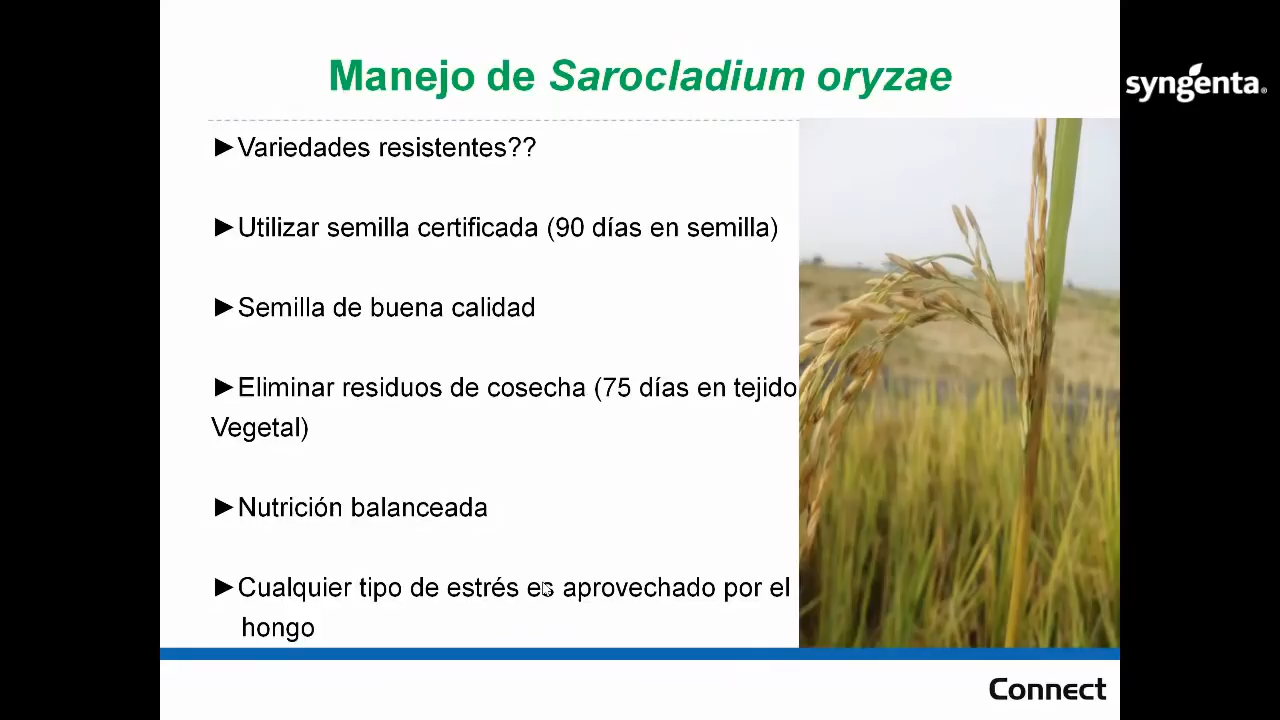 Manejo de Sarocladium oryzae
syngenta®
►Variedades resistentes??
►Utilizar semilla certificada (90 días en semilla)
►Semilla de buena calidad
►Eliminar residuos de cosecha (75 días en tejido
Vegetal)
►Nutrición balanceada
►Cualquier tipo de estrés es aprovechado por el
hongo
Connect